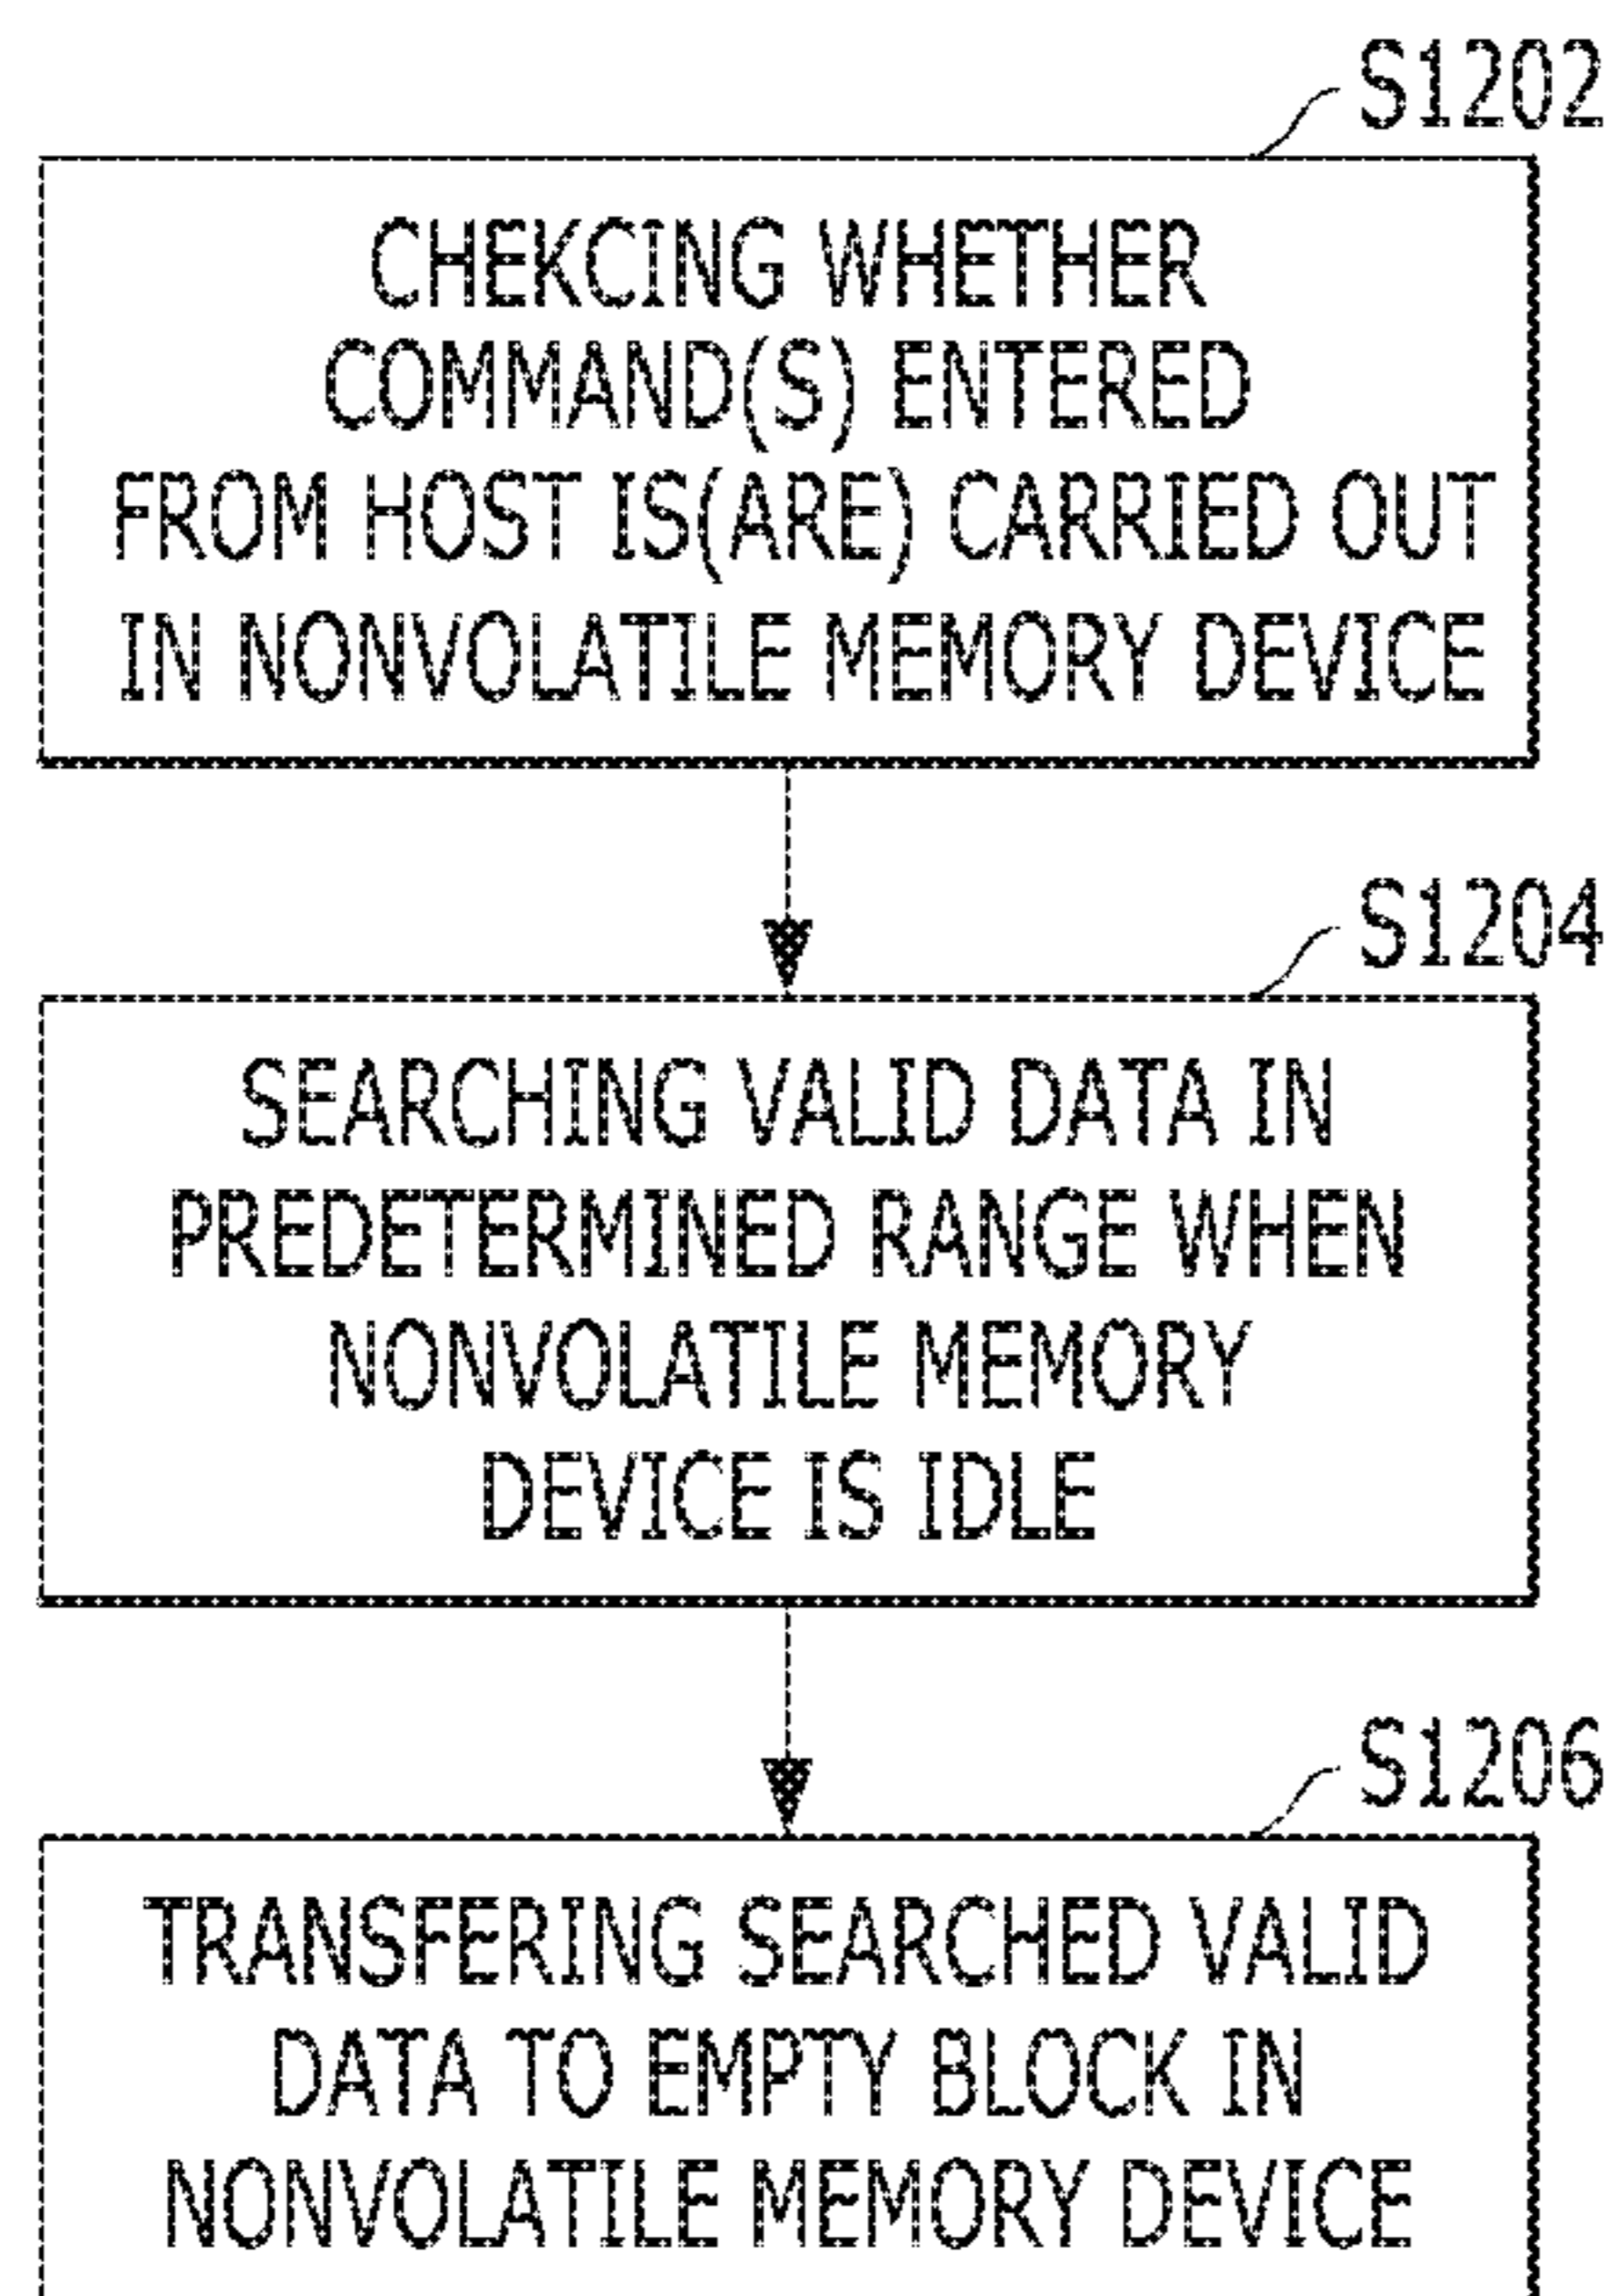 S1202
CHEKCING WHETHER
COMMAND(S) ENTERED
FROM HOST IS(ARE) CARRIED OUT
IN NONVOLATILE MEMORY DEVICE
S1204
SEARCHING VALID DATA IN
PREDETERMINED RANGE WHEN
NONVOLATILE MEMORY
DEVICE IS IDLE
S1206
TRANSFERING SEARCHED VALID
DATA TO EMPTY BLOCK IN
NONVOLATILE MEMORY DEVICE